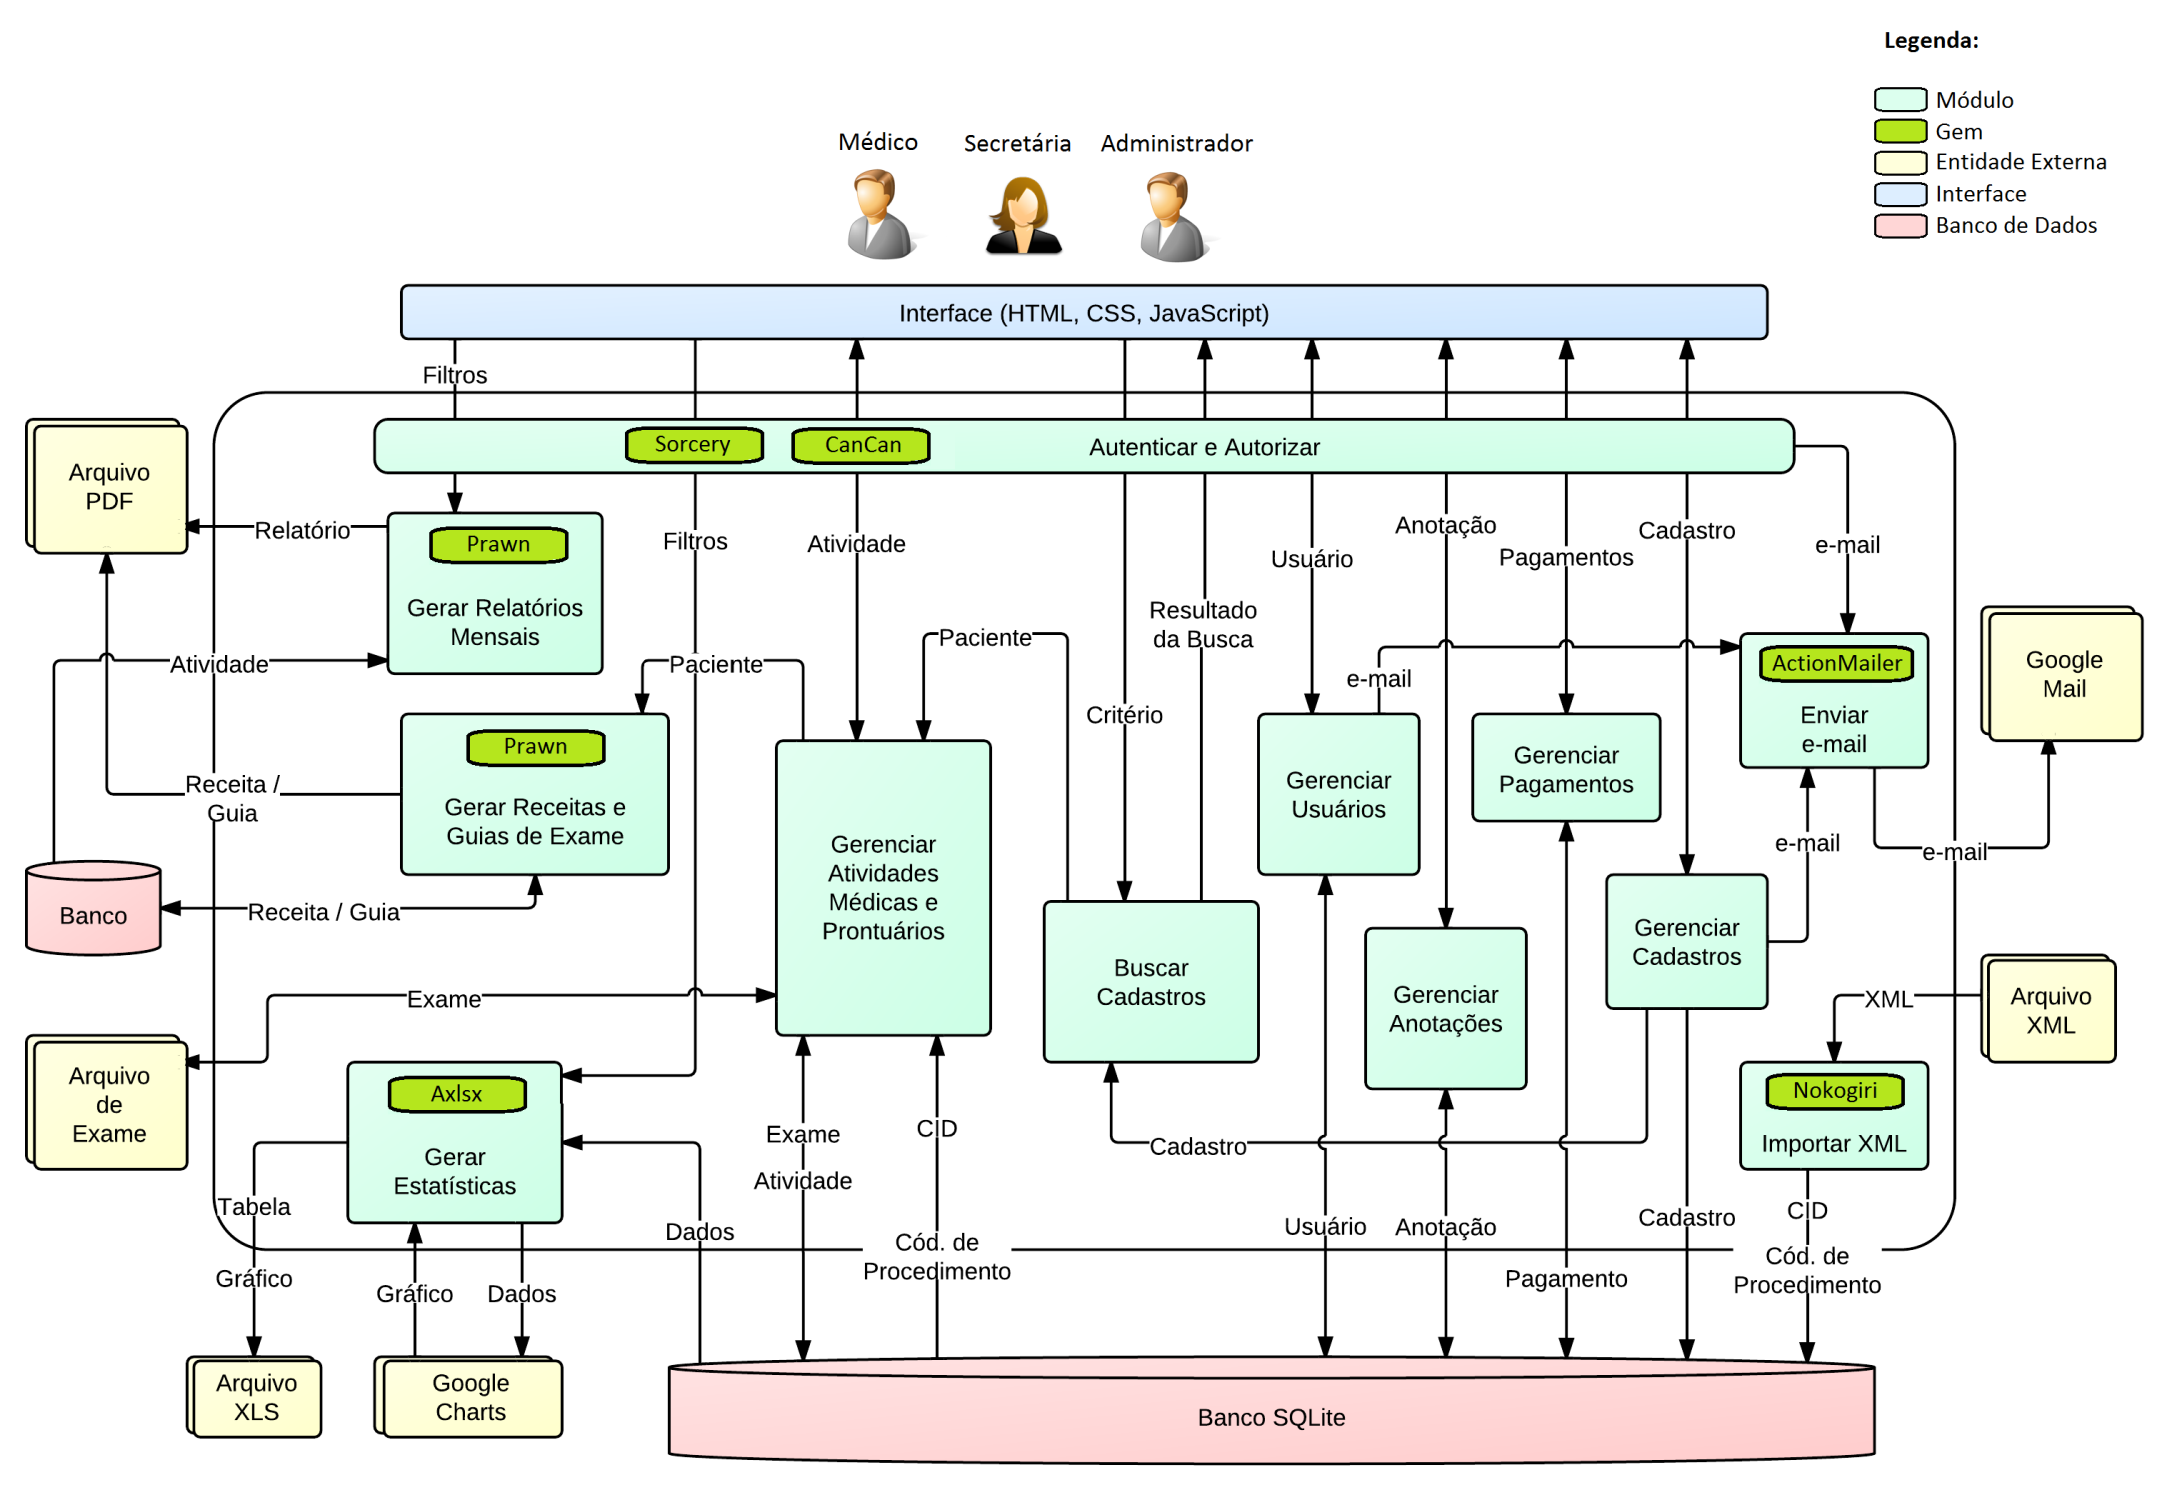 Legenda:
Módulo
Gem
Entidade Externa
Interface
Banco de Dados
Médico
Secretária
Administrador
Interface (HTML, CSS, JavaScript)
Filtros
Sorcery
CanCan
Autenticar e Autorizar
Arquivo
PDF
Relatório
Prawn
Gerar Relatórios
Mensais
Filtros
Atividade
Usuário
Anotação
Pagamentos
Cadastro
e-mail
Atividade
Paciente
Paciente
Resultado
da Busca
e-mail
ActionMailer
Enviar
e-mail
Google
Mail
Critério
Prawn
Gerar Receitas e
Guias de Exame
Receita /
Guia
Gerenciar
Atividades
Médicas e
Prontuários
Gerenciar
Usuários
Gerenciar
Pagamentos
e-mail
e-mail
Banco
Receita / Guia
Buscar
Cadastros
Gerenciar
Anotações
Gerenciar
Cadastros
Exame
XML
Arquivo
XML
Arquivo
de
Exame
Axlsx
Gerar
Estatísticas
Exame
Atividade
CID
Cadastro
Nokogiri
Importar XML
Tabela
Dados
Cód. de
Procedimento
Usuário
Anotação
Cadastro
CID
Cód. de
Procedimento
Gráfico
Gráfico
Dados
Pagamento
Arquivo
XLS
Google
Charts
Banco SQLite